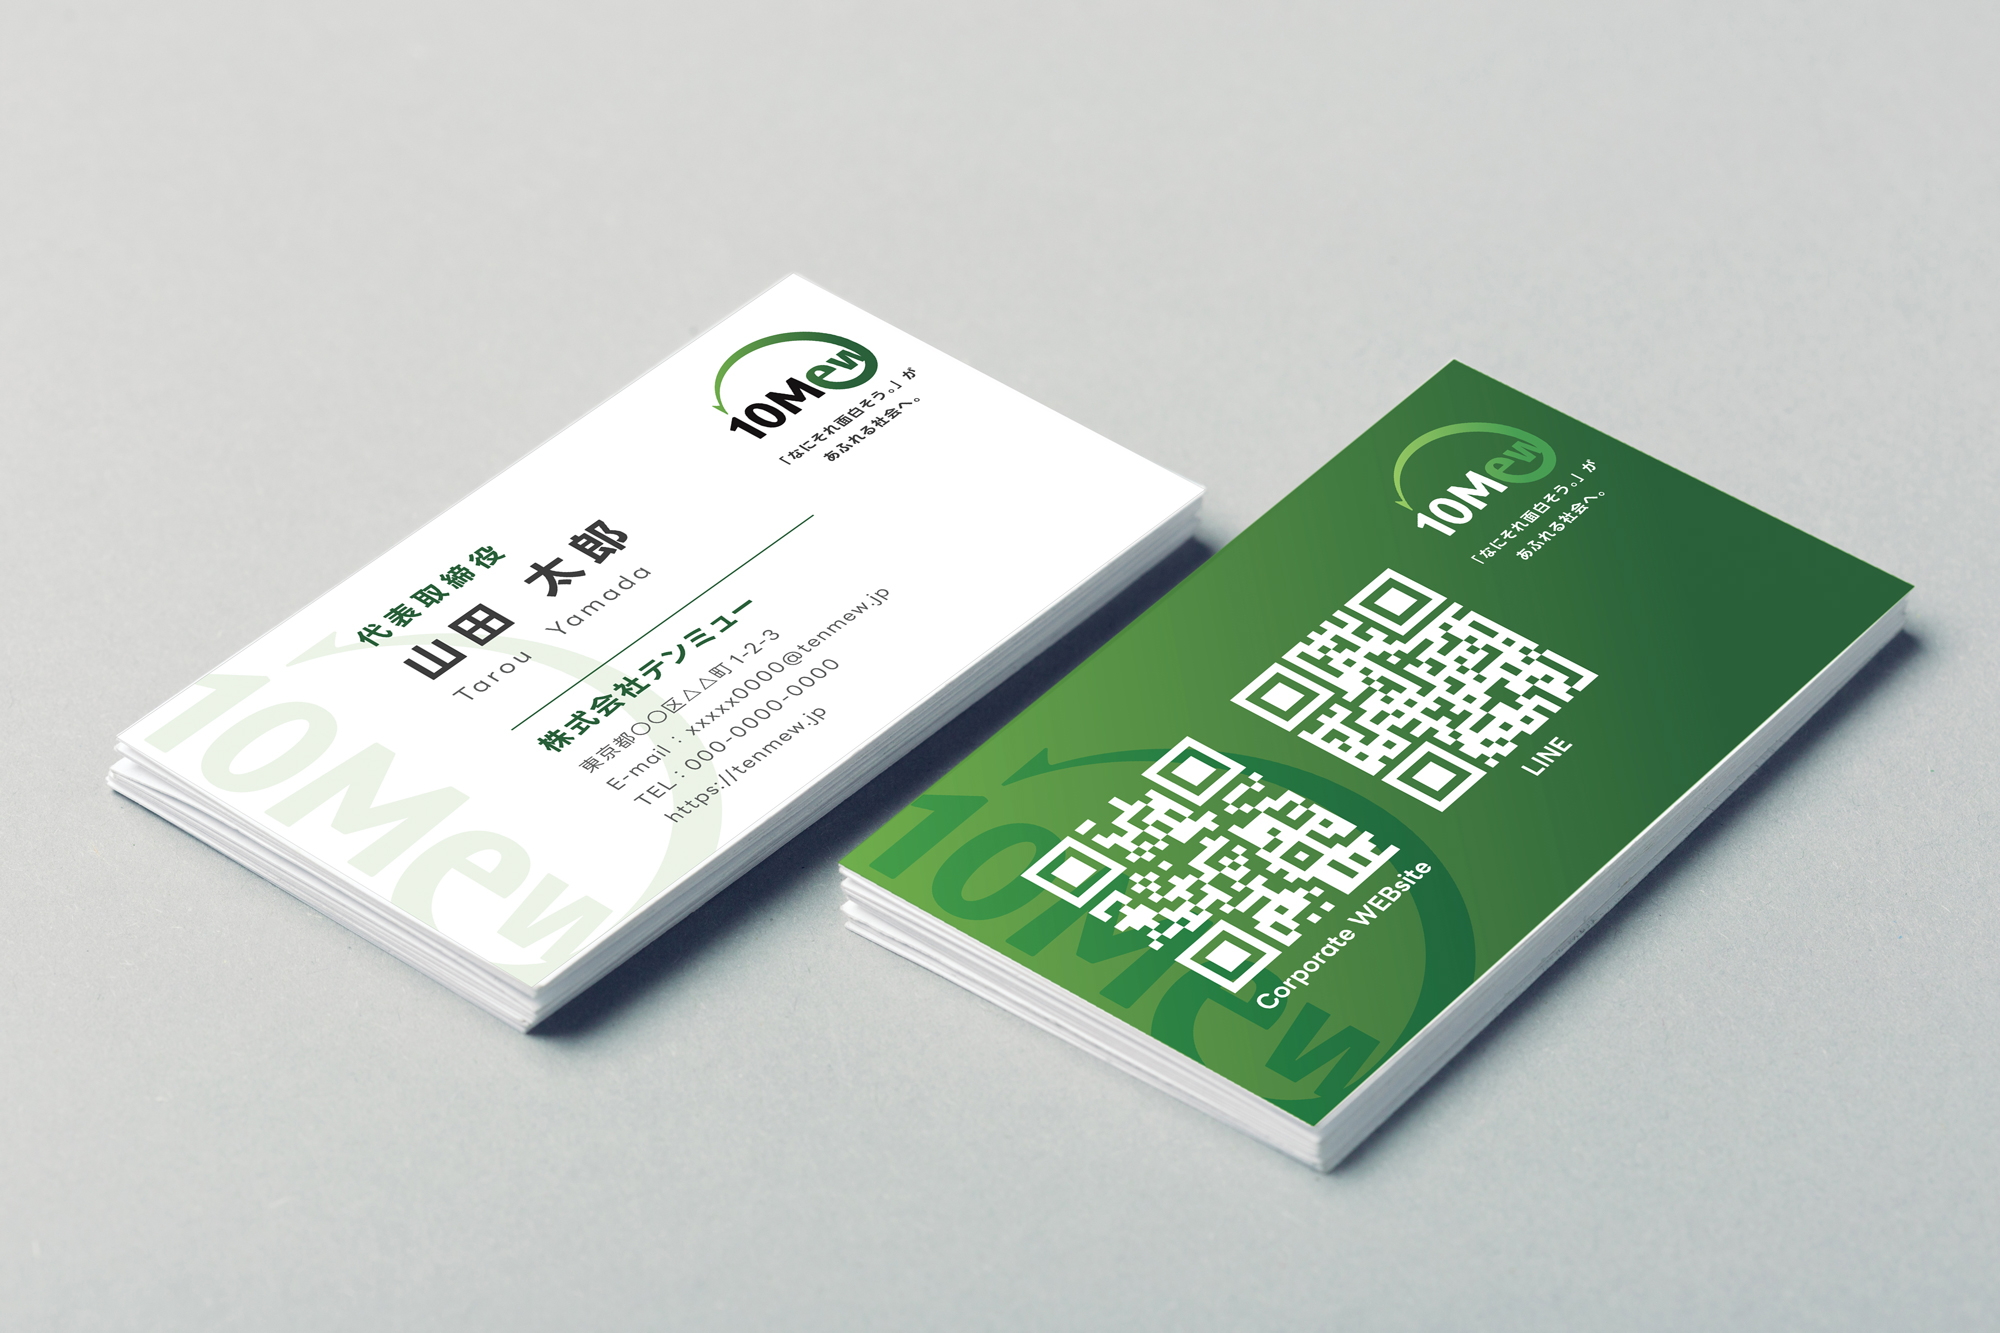 10Mew
「なにそれ面白そう。」が
あふれる社会へ。
代表取締役
山田 太郎
Tarou Yamada
株式会社テンミュー
東京都〇〇区△△町1-2-3
E-mail : xxxxx0000@tenmew.jp
TEL : 000-0000-0000
https://tenmew.jp
10Mew
10Mew
「なにそれ面白そう。」が
あふれる社会へ。
LINE
Corporate WEBsite
10Mew